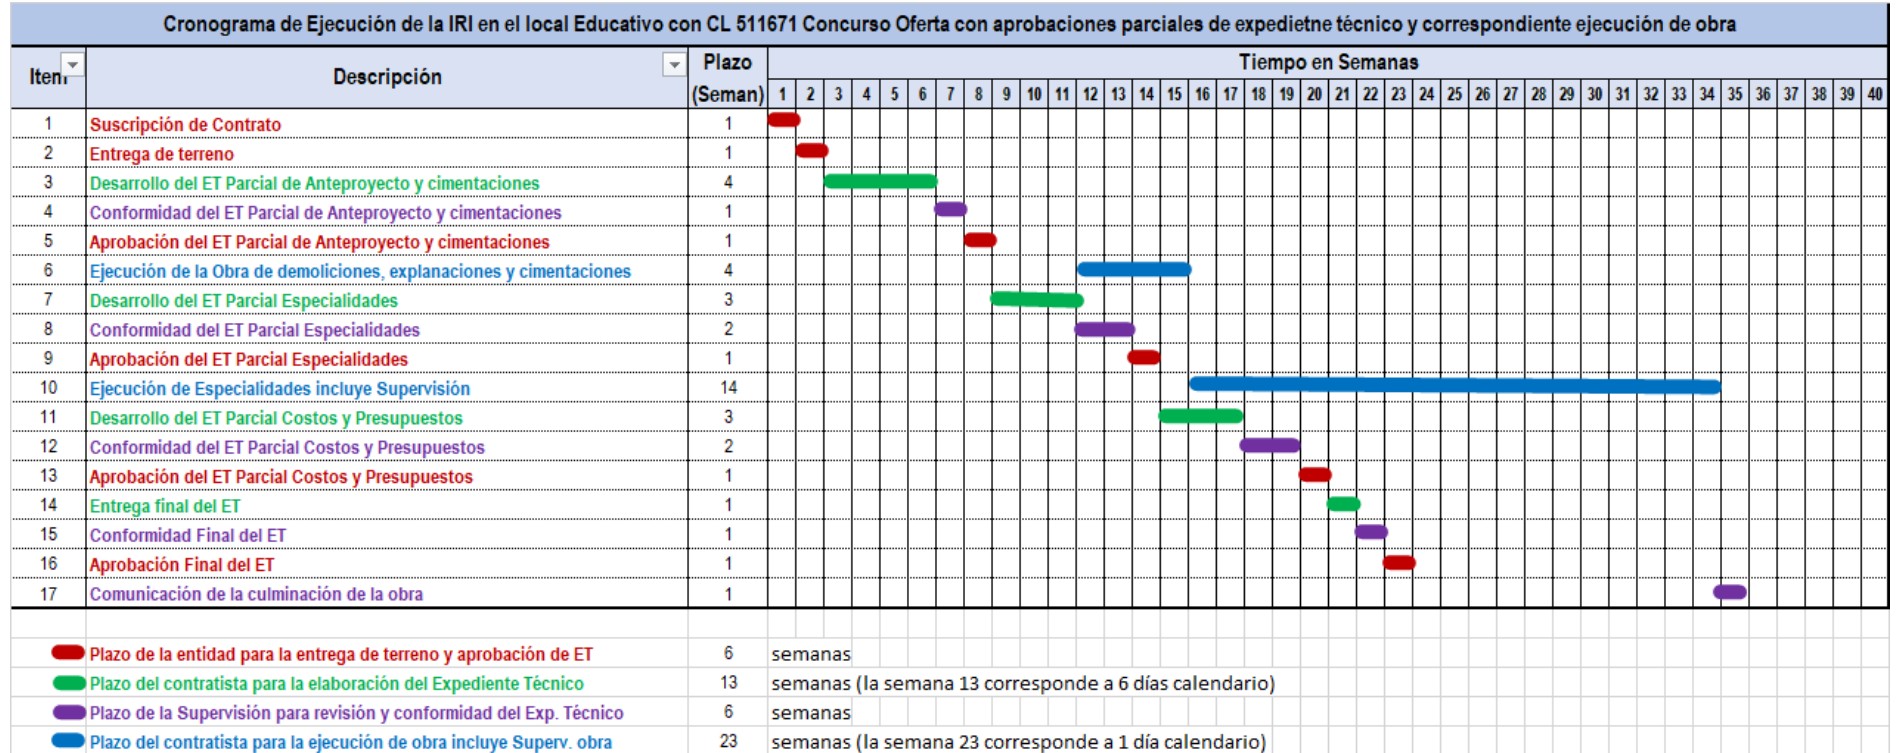 Cronograma de Ejecución de la IRI en el local Educativo con CL 511671 Concurso Oferta con aprobaciones parciales de expedietne técnico y correspondiente ejecución de obra
Item Descripción Plazo (Seman) Tiempo en Semanas
1 2 3 4 5 6 7 8 9 10 11 12 13 14 15 16 17 18 19 20 21 22 23 24 25 26 27 28 29 30 31 32 33 34 35 36 37 38 39 40
1 Suscripción de Contrato 1
2 Entrega de terreno 1
3 Desarrollo del ET Parcial de Anteproyecto y cimentaciones 4
4 Conformidad del ET Parcial de Anteproyecto y cimentaciones 1
5 Aprobación del ET Parcial de Anteproyecto y cimentaciones 1
6 Ejecución de la Obra de demoliciones, explanaciones y cimentaciones 4
7 Desarrollo del ET Parcial Especialidades 3
8 Conformidad del ET Parcial Especialidades 2
9 Aprobación del ET Parcial Especialidades 1
10 Ejecución de Especialidades incluye Supervisión 14
11 Desarrollo del ET Parcial Costos y Presupuestos 3
12 Conformidad del ET Parcial Costos y Presupuestos 2
13 Aprobación del ET Parcial Costos y Presupuestos 1
14 Entrega final del ET 1
15 Conformidad Final del ET 1
16 Aprobación Final del ET 1
17 Comunicación de la culminación de la obra 1
Plazo de la entidad para la entrega de terreno y aprobación de ET 6 semanas
Plazo del contratista para la elaboración del Expediente Técnico 13 semanas (la semana 13 corresponde a 6 días calendario)
Plazo de la Supervisión para revisión y conformidad del Exp. Técnico 6 semanas
Plazo del contratista para la ejecución de obra incluye Superv. obra 23 semanas (la semana 23 corresponde a 1 día calendario)